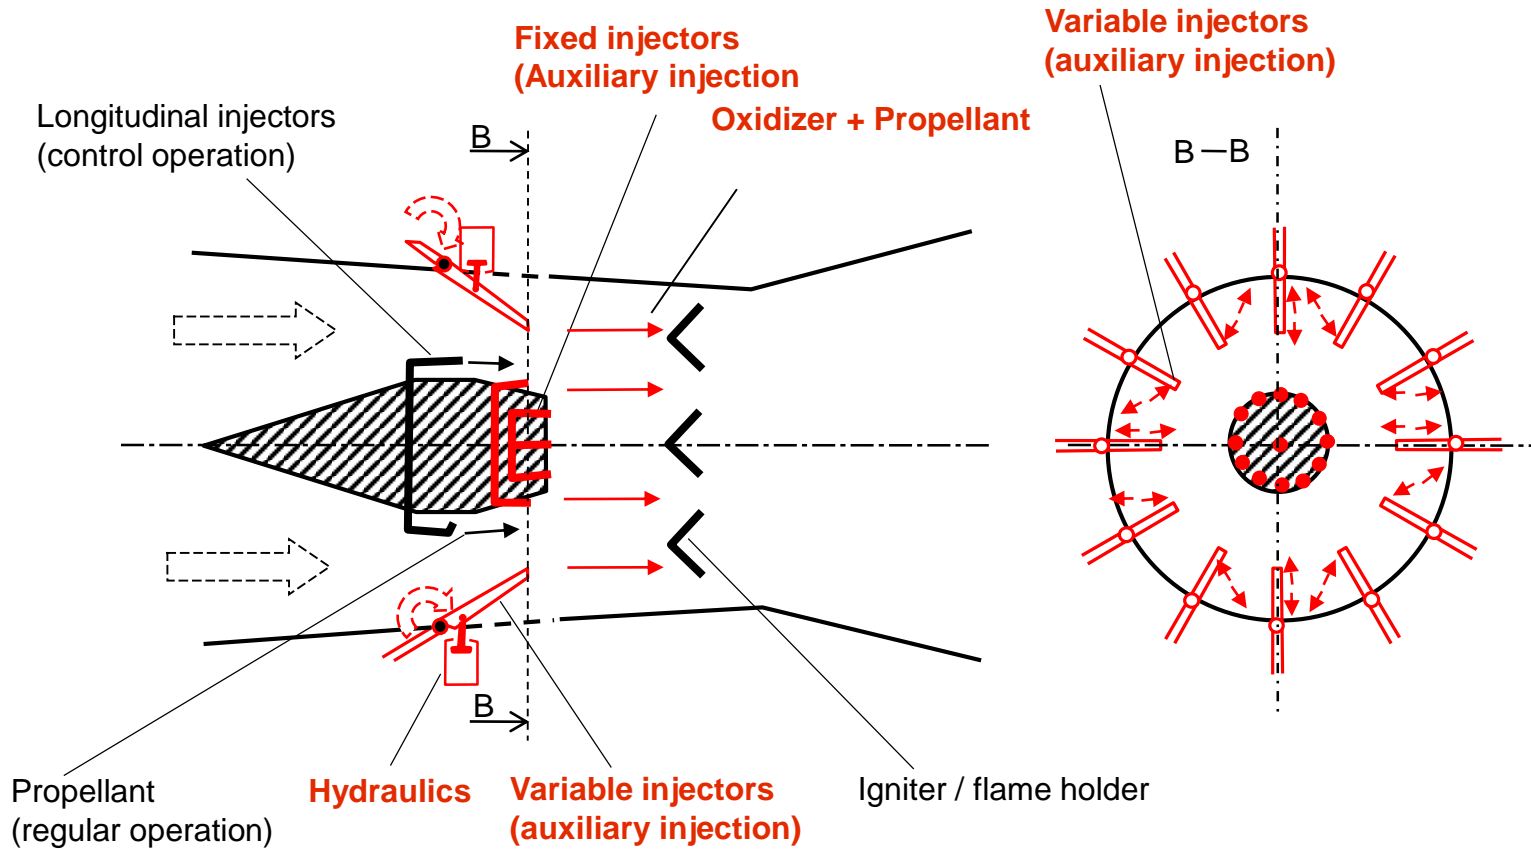 Variable injectors
(auxiliary injection)
Fixed injectors
(Auxiliary injection
Oxidizer + Propellant
Longitudinal injectors
(control operation)
B
B — B
B
Propellant
(regular operation)
Hydraulics
Variable injectors
(auxiliary injection)
Igniter / flame holder